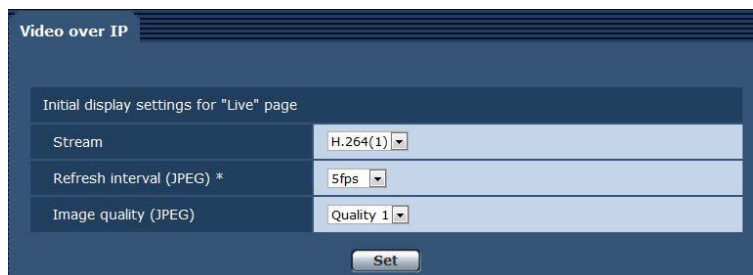 Video over IP
Initial display settings for "Live" page
Stream H.264(1)
Refresh interval (JPEG) * 5fps
Image quality (JPEG) Quality 1
Set